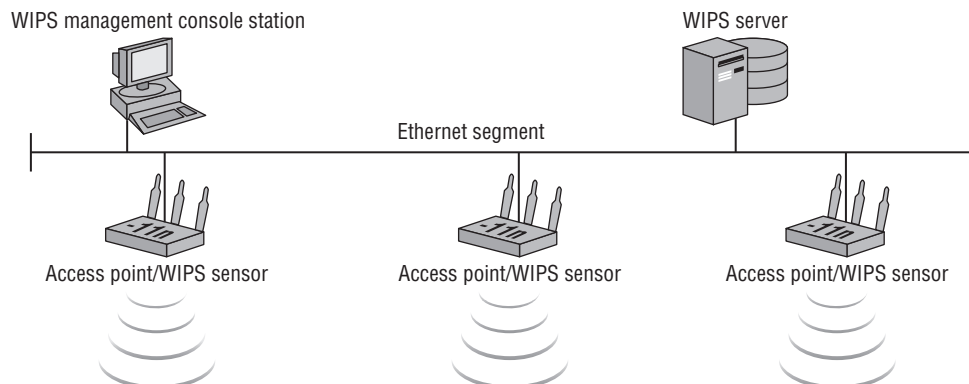 WIPS management console station
WIPS server
Ethernet segment
-11n
-11n
-11n
Access point/WIPS sensor
Access point/WIPS sensor
Access point/WIPS sensor